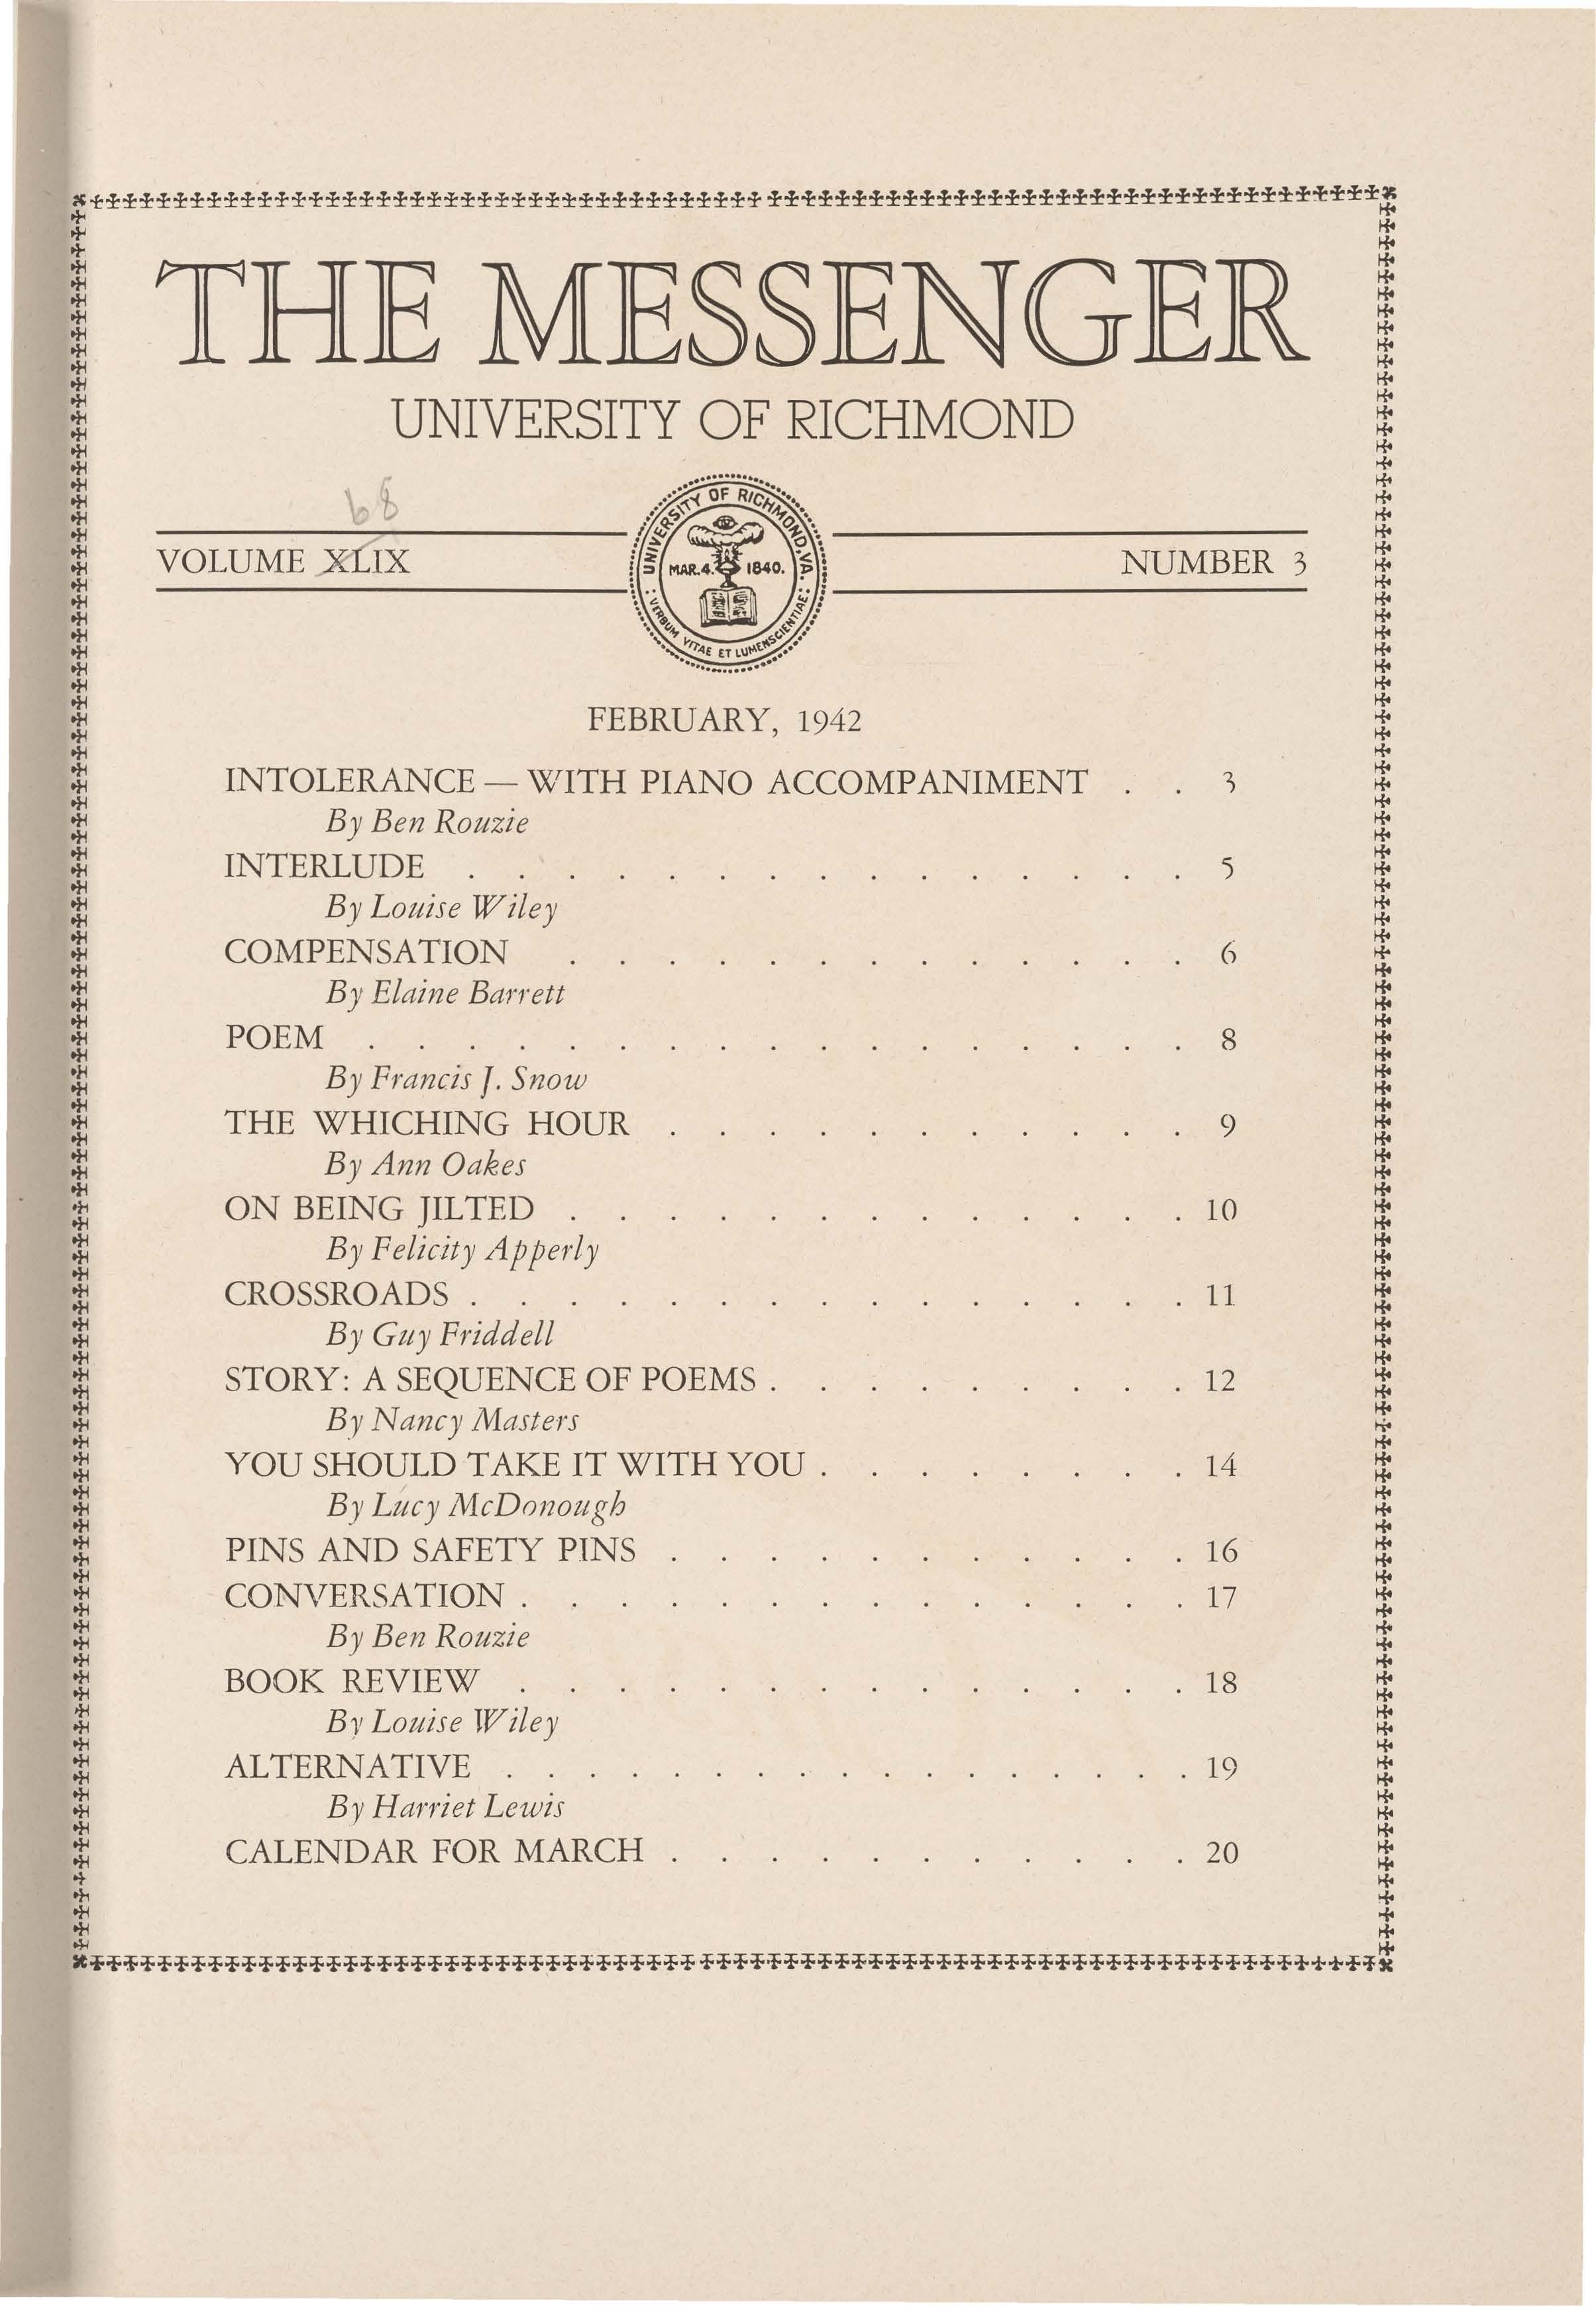 THE MESSENGER
UNIVERSITY OF RICHMOND
68
VOLUME XLIX
UNIVERSITY OF RICHMOND, VA.
MAR. 4. 1840.
: VERBUM VITAE ET LUMEN SCIENTIAE :
NUMBER 3
FEBRUARY, 1942
INTOLERANCE — WITH PIANO ACCOMPANIMENT . . 3
By Ben Rouzie
INTERLUDE . . . . . . . . . . . . . . . 5
By Louise Wiley
COMPENSATION . . . . . . . . . . . . . 6
By Elaine Barrett
POEM . . . . . . . . . . . . . . . . . 8
By Francis J. Snow
THE WHICHING HOUR . . . . . . . . . . . 9
By Ann Oakes
ON BEING JILTED . . . . . . . . . . . . . 10
By Felicity Apperly
CROSSROADS . . . . . . . . . . . . . . . 11
By Guy Friddell
STORY: A SEQUENCE OF POEMS . . . . . . . . . 12
By Nancy Masters
YOU SHOULD TAKE IT WITH YOU . . . . . . . . 14
By Lucy McDonough
PINS AND SAFETY PINS . . . . . . . . . . . 16
CONVERSATION . . . . . . . . . . . . . . 17
By Ben Rouzie
BOOK REVIEW . . . . . . . . . . . . . . 18
By Louise Wiley
ALTERNATIVE . . . . . . . . . . . . . . . . . 19
By Harriet Lewis
CALENDAR FOR MARCH . . . . . . . . . . . 20